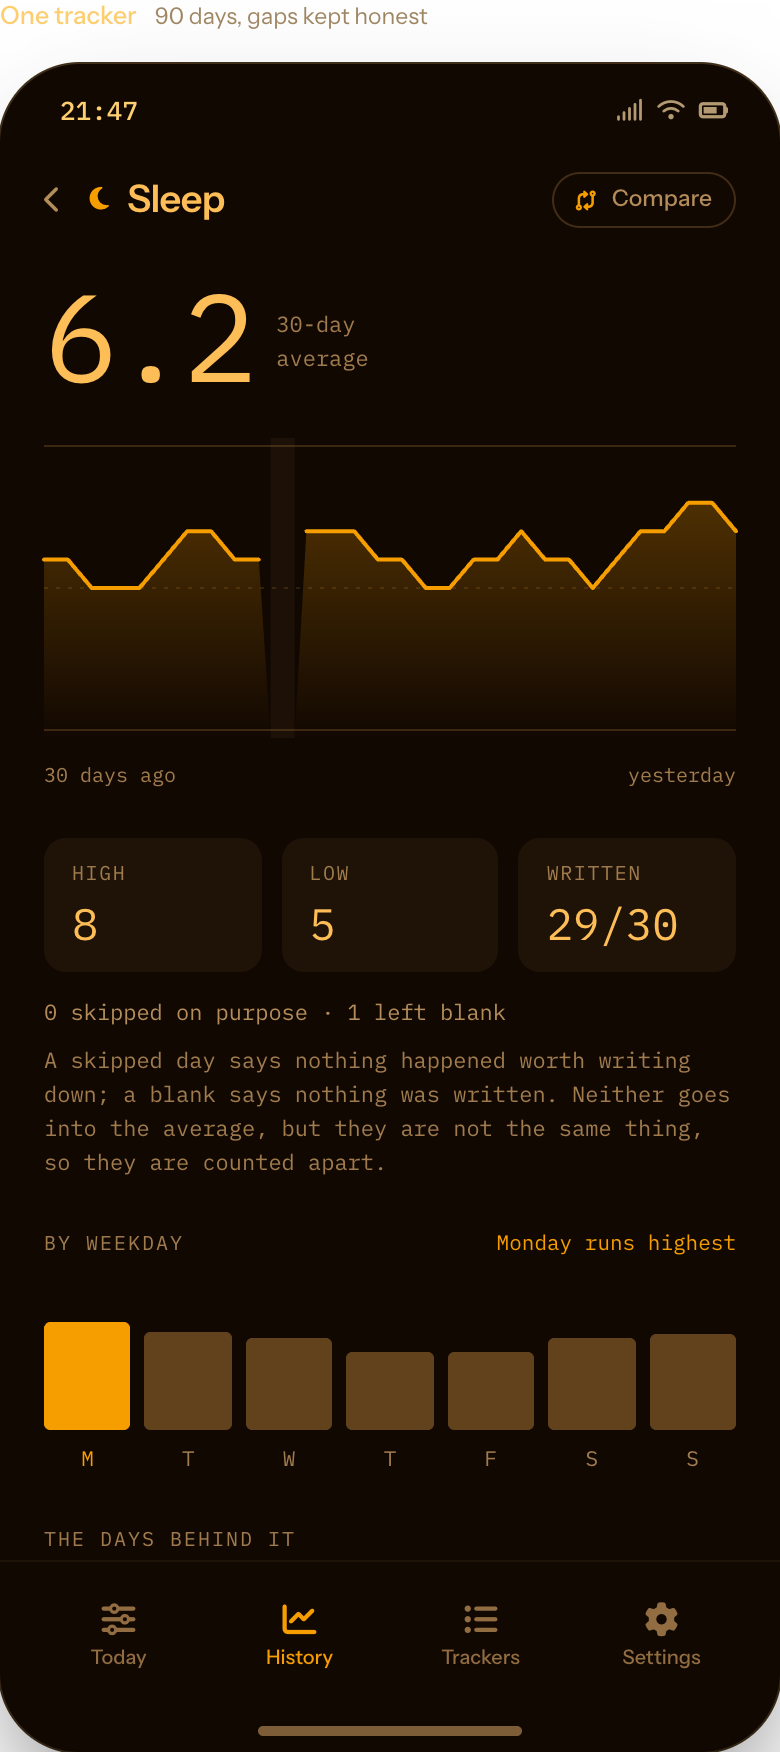 One tracker 90 days, gaps kept honest
21:47
Sleep
Compare
6.2
30-day
average
30 days ago
yesterday
HIGH
8
LOW
5
WRITTEN
29/30
0 skipped on purpose · 1 left blank
A skipped day says nothing happened worth writing
down; a blank says nothing was written. Neither goes
into the average, but they are not the same thing,
so they are counted apart.
BY WEEKDAY
Monday runs highest
M T W T F S S
THE DAYS BEHIND IT
Today
History
Trackers
Settings